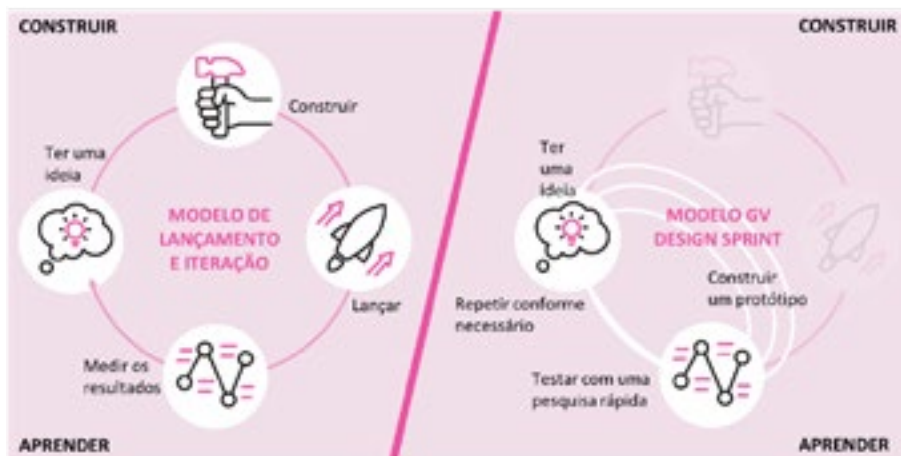 CONSTRUIR
Construir
Ter uma
ideia
MODELO DE
LANÇAMENTO
E ITERAÇÃO
Lançar
Medir os
resultados
APRENDER
CONSTRUIR
Ter
uma
ideia
MODELO GV
DESIGN SPRINT
Construir
um protótipo
Repetir conforme
necessário
Testar com uma
pesquisa rápida
APRENDER